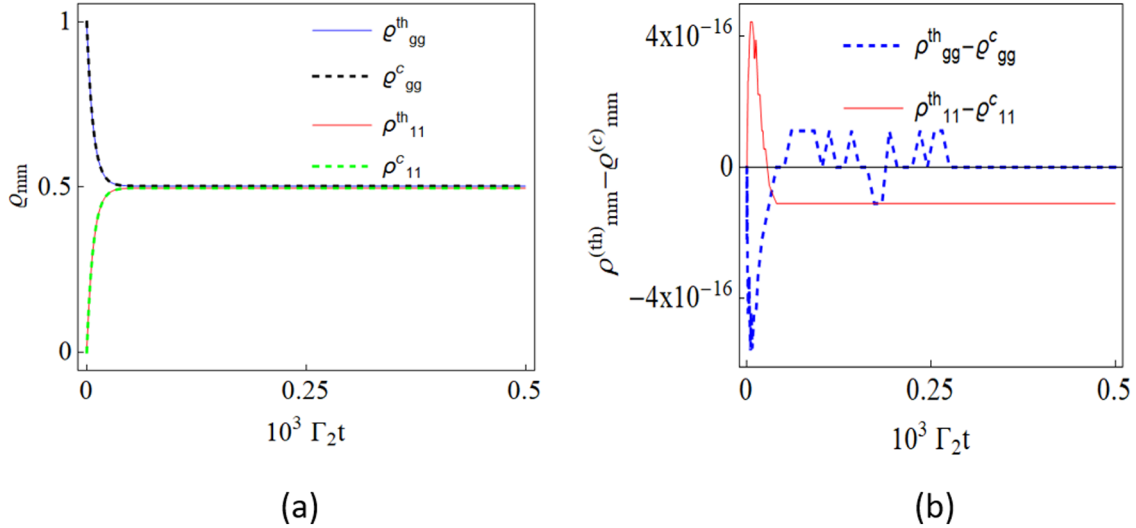 1
0.5
0
ϱmm
ϱ^th_gg
ϱ^c_gg
ρ^th_11
ρ^c_11
0 0.25 0.5
10^3 Γ_2t
(a)
4x10^-16
0
−4x10^-16
ρ^(th)_mm−ϱ^(c)_mm
ρ^th_gg−ϱ^c_gg
ρ^th_11−ϱ^c_11
0 0.25 0.5
10^3 Γ_2t
(b)